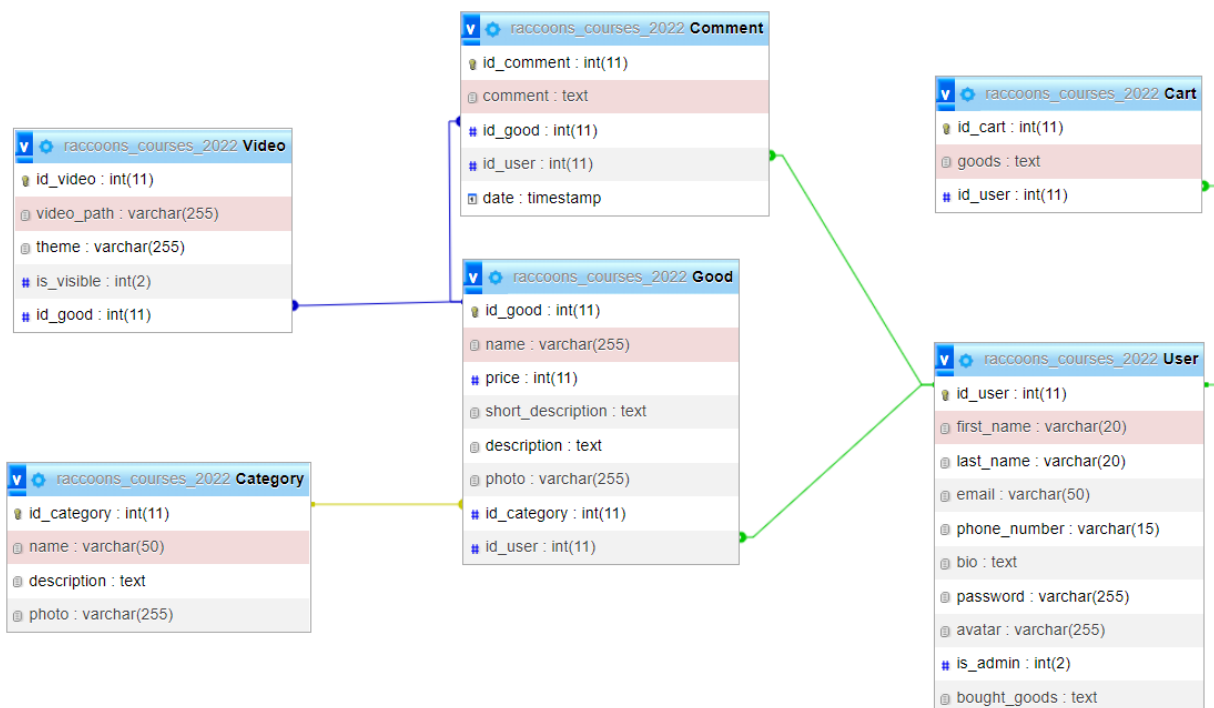 v raccoons_courses_2022 Comment
id_comment : int(11)
comment : text
# id_good : int(11)
# id_user : int(11)
date : timestamp
v raccoons_courses_2022 Cart
id_cart : int(11)
goods : text
# id_user : int(11)
v raccoons_courses_2022 Video
id_video : int(11)
video_path : varchar(255)
theme : varchar(255)
# is_visible : int(2)
# id_good : int(11)
v raccoons_courses_2022 Good
id_good : int(11)
name : varchar(255)
# price : int(11)
short_description : text
description : text
photo : varchar(255)
# id_category : int(11)
# id_user : int(11)
v raccoons_courses_2022 User
id_user : int(11)
first_name : varchar(20)
last_name : varchar(20)
email : varchar(50)
phone_number : varchar(15)
bio : text
password : varchar(255)
avatar : varchar(255)
# is_admin : int(2)
bought_goods : text
v raccoons_courses_2022 Category
id_category : int(11)
name : varchar(50)
description : text
photo : varchar(255)